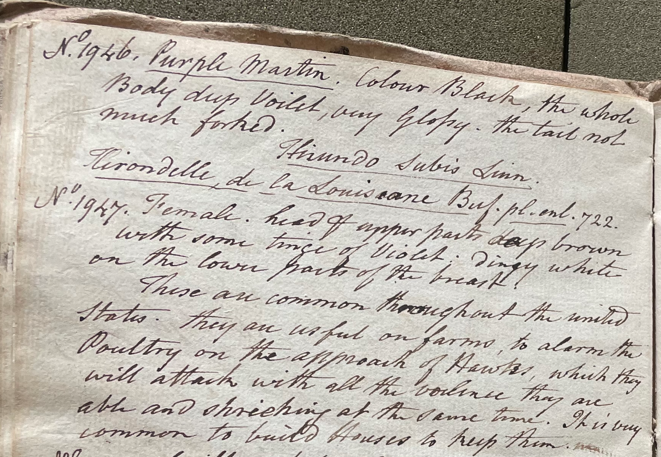 No. 1946. Purple Martin. Colour Black, the whole
Body deep Voilet, very Glossy. the tail not
much forked.
Hirundo Subis Linn.
Hirondelle, de la Louisiane Buf. pl. enl. 722.
No. 1947. Female. head & upper parts deep brown
with some tinge of Violet. dingy white
on the lower parts of the breast.
These are common throughout the united
States. they are usful on farms, to alarm the
Poultry on the approach of Hawks, which they
will attack with all the voilence they are
able and shrieking at the same time. It is very
common to build Houses to keep them.